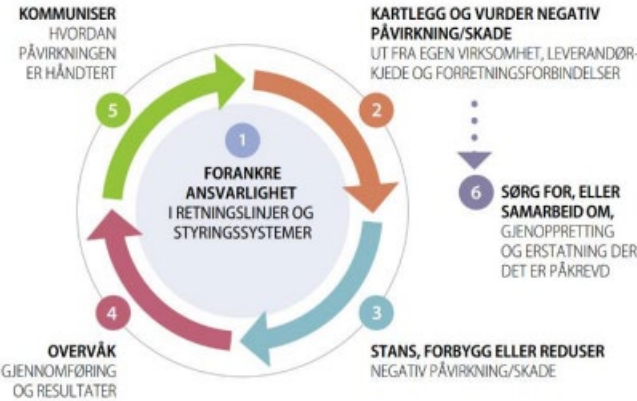 1
FORANKRE
ANSVARLIGHET
I RETNINGSLINJER OG
STYRINGSSYSTEMER
2
KARTLEGG OG VURDER NEGATIV
PÅVIRKNING/SKADE
UT FRA EGEN VIRKSOMHET, LEVERANDØR-
KJEDE OG FORRETNINGSFORBINDELSER
3
STANS, FORBYGG ELLER REDUSER
NEGATIV PÅVIRKNING/SKADE
4
OVERVÅK
GJENNOMFØRING
OG RESULTATER
5
KOMMUNISER
HVORDAN
PÅVIRKNINGEN
ER HÅNDTERT
6
SØRG FOR, ELLER
SAMARBEID OM,
GJENOPPRETTING
OG ERSTATNING DER
DET ER PÅKREVD